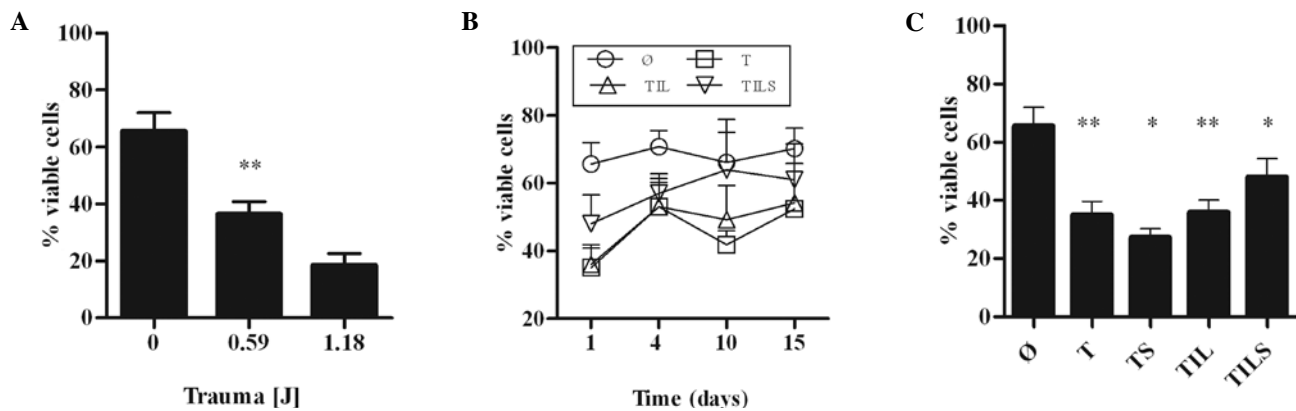 A
% viable cells
100
80
60
40
20
0
**
0 0.59 1.18
Trauma [J]
B
% viable cells
100
80
60
40
20
Ø T
TIL TILS
1 4 10 15
Time (days)
C
% viable cells
100
80
60
40
20
0
** * ** *
Ø T TS TIL TILS